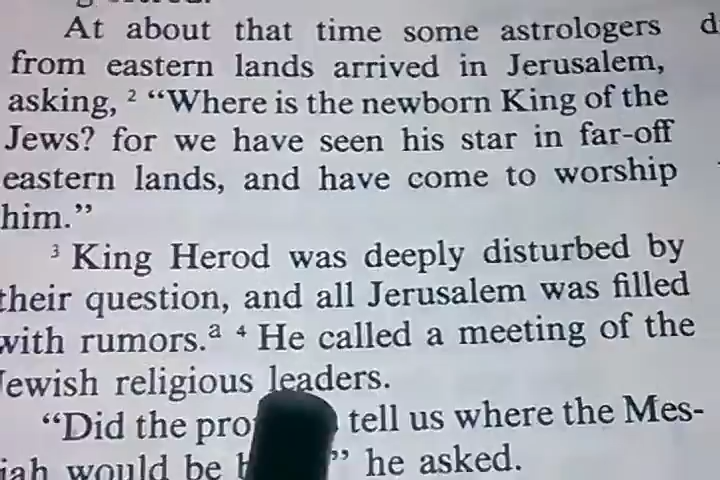 At about that time some astrologers
from eastern lands arrived in Jerusalem,
asking, ² “Where is the newborn King of the
Jews? for we have seen his star in far-off
eastern lands, and have come to worship
him.”
³ King Herod was deeply disturbed by
their question, and all Jerusalem was filled
with rumors.ᵃ ⁴ He called a meeting of the
Jewish religious leaders.
“Did the tell us where the Mes-
iah would be ” he asked.